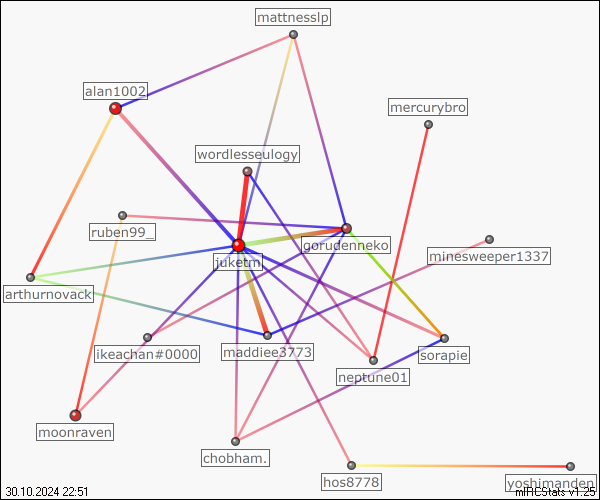 mattnesslp
alan1002
mercurybro
wordlesseulogy
ruben99_
gorudenneko
minesweeper1337
juketm
arthurnovack
ikeachan#0000
maddiee3773
sorapie
neptune01
moonraven
chobham.
hos8778
yoshimanden
30.10.2024 22:51
mIRCStats v1.25